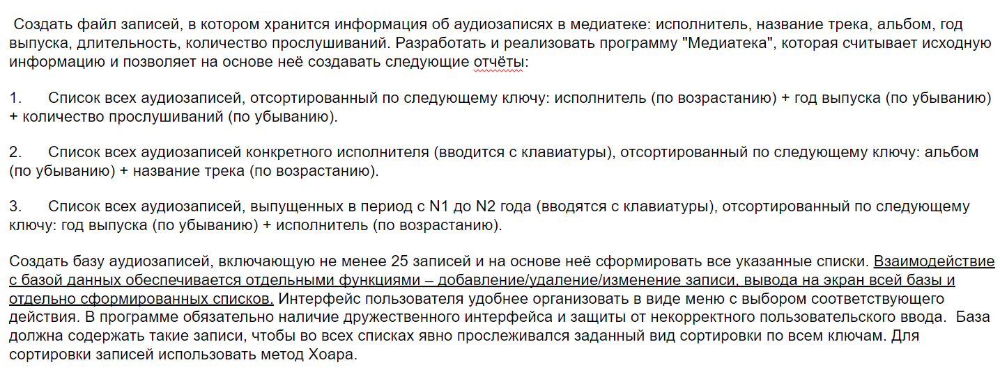 Создать файл записей, в котором хранится информация об аудиозаписях в медиатеке: исполнитель, название трека, альбом, год
выпуска, длительность, количество прослушиваний. Разработать и реализовать программу "Медиатека", которая считывает исходную
информацию и позволяет на основе неё создавать следующие отчёты:
1. Список всех аудиозаписей, отсортированный по следующему ключу: исполнитель (по возрастанию) + год выпуска (по убыванию)
+ количество прослушиваний (по убыванию).
2. Список всех аудиозаписей конкретного исполнителя (вводится с клавиатуры), отсортированный по следующему ключу: альбом
(по убыванию) + название трека (по возрастанию).
3. Список всех аудиозаписей, выпущенных в период с N1 до N2 года (вводятся с клавиатуры), отсортированный по следующему
ключу: год выпуска (по убыванию) + исполнитель (по возрастанию).
Создать базу аудиозаписей, включающую не менее 25 записей и на основе неё сформировать все указанные списки. Взаимодействие
с базой данных обеспечивается отдельными функциями – добавление/удаление/изменение записи, вывода на экран всей базы и
отдельно сформированных списков. Интерфейс пользователя удобнее организовать в виде меню с выбором соответствующего
действия. В программе обязательно наличие дружественного интерфейса и защиты от некорректного пользовательского ввода. База
должна содержать такие записи, чтобы во всех списках явно прослеживался заданный вид сортировки по всем ключам. Для
сортировки записей использовать метод Хоара.